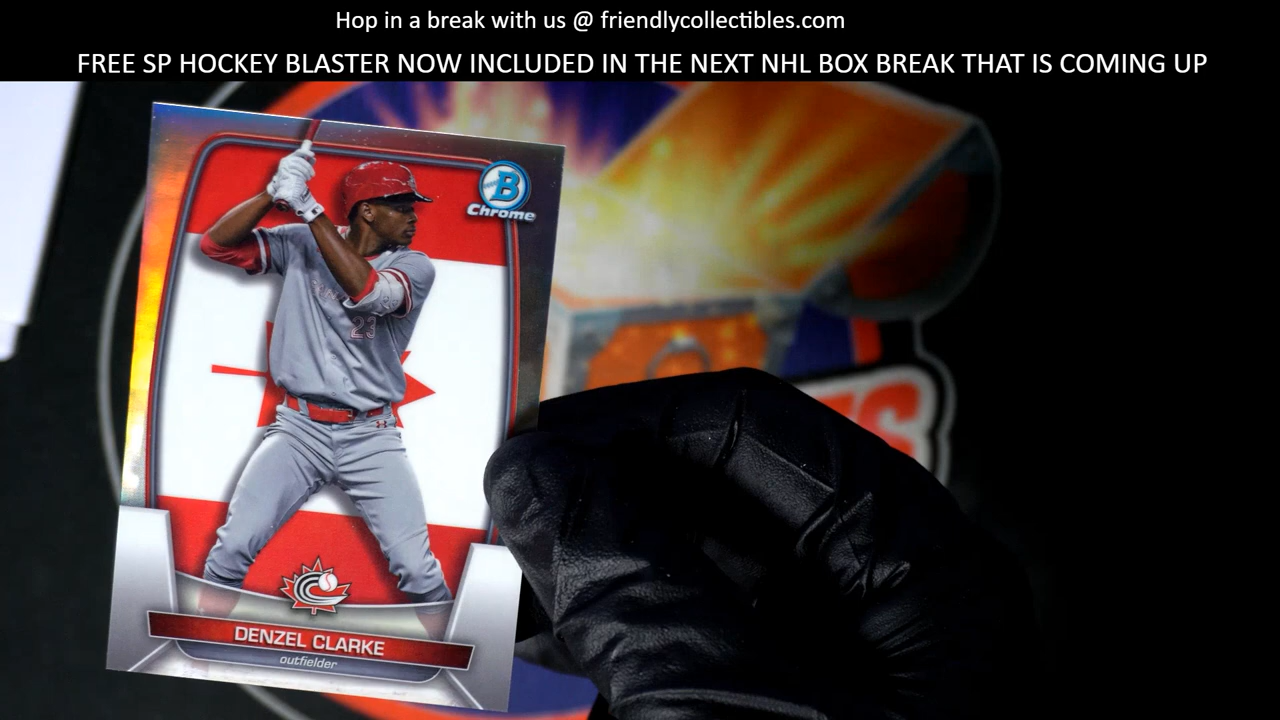 Hop in a break with us @ friendlycollectibles.com
FREE SP HOCKEY BLASTER NOW INCLUDED IN THE NEXT NHL BOX BREAK THAT IS COMING UP
B
Chrome
23
DENZEL CLARKE
outfielder